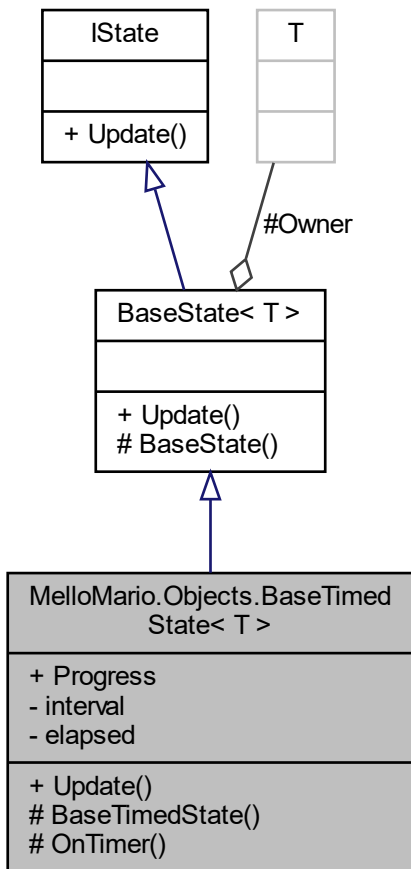 IState
+ Update()
T
#Owner
BaseState< T >
+ Update()
# BaseState()
MelloMario.Objects.BaseTimed
State< T >
+ Progress
- interval
- elapsed
+ Update()
# BaseTimedState()
# OnTimer()